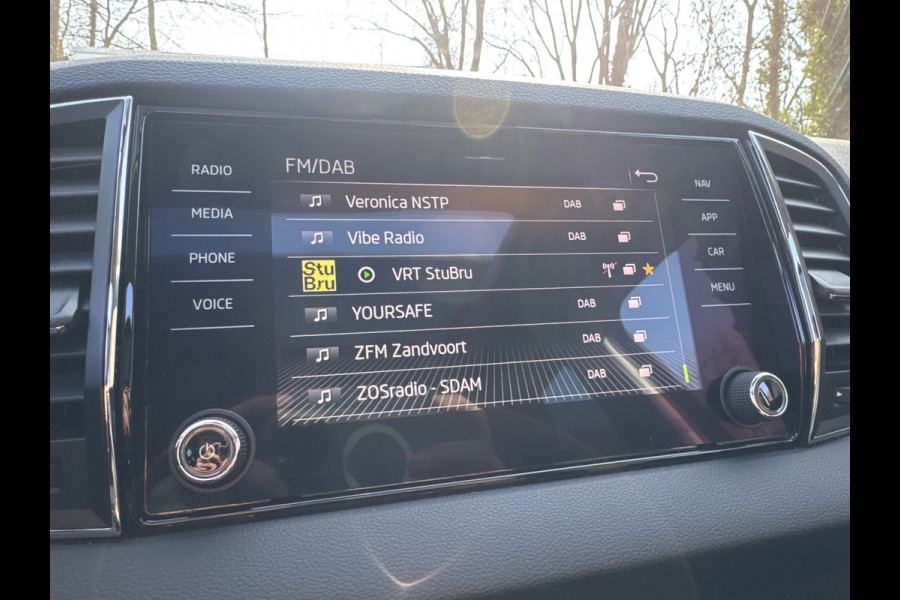 RADIO
MEDIA
PHONE
VOICE
FM/DAB
Veronica NSTP DAB
Vibe Radio DAB
Stu
Bru
VRT StuBru
YOURSAFE DAB
ZFM Zandvoort DAB
ZOSradio - SDAM DAB
NAV
APP
CAR
MENU